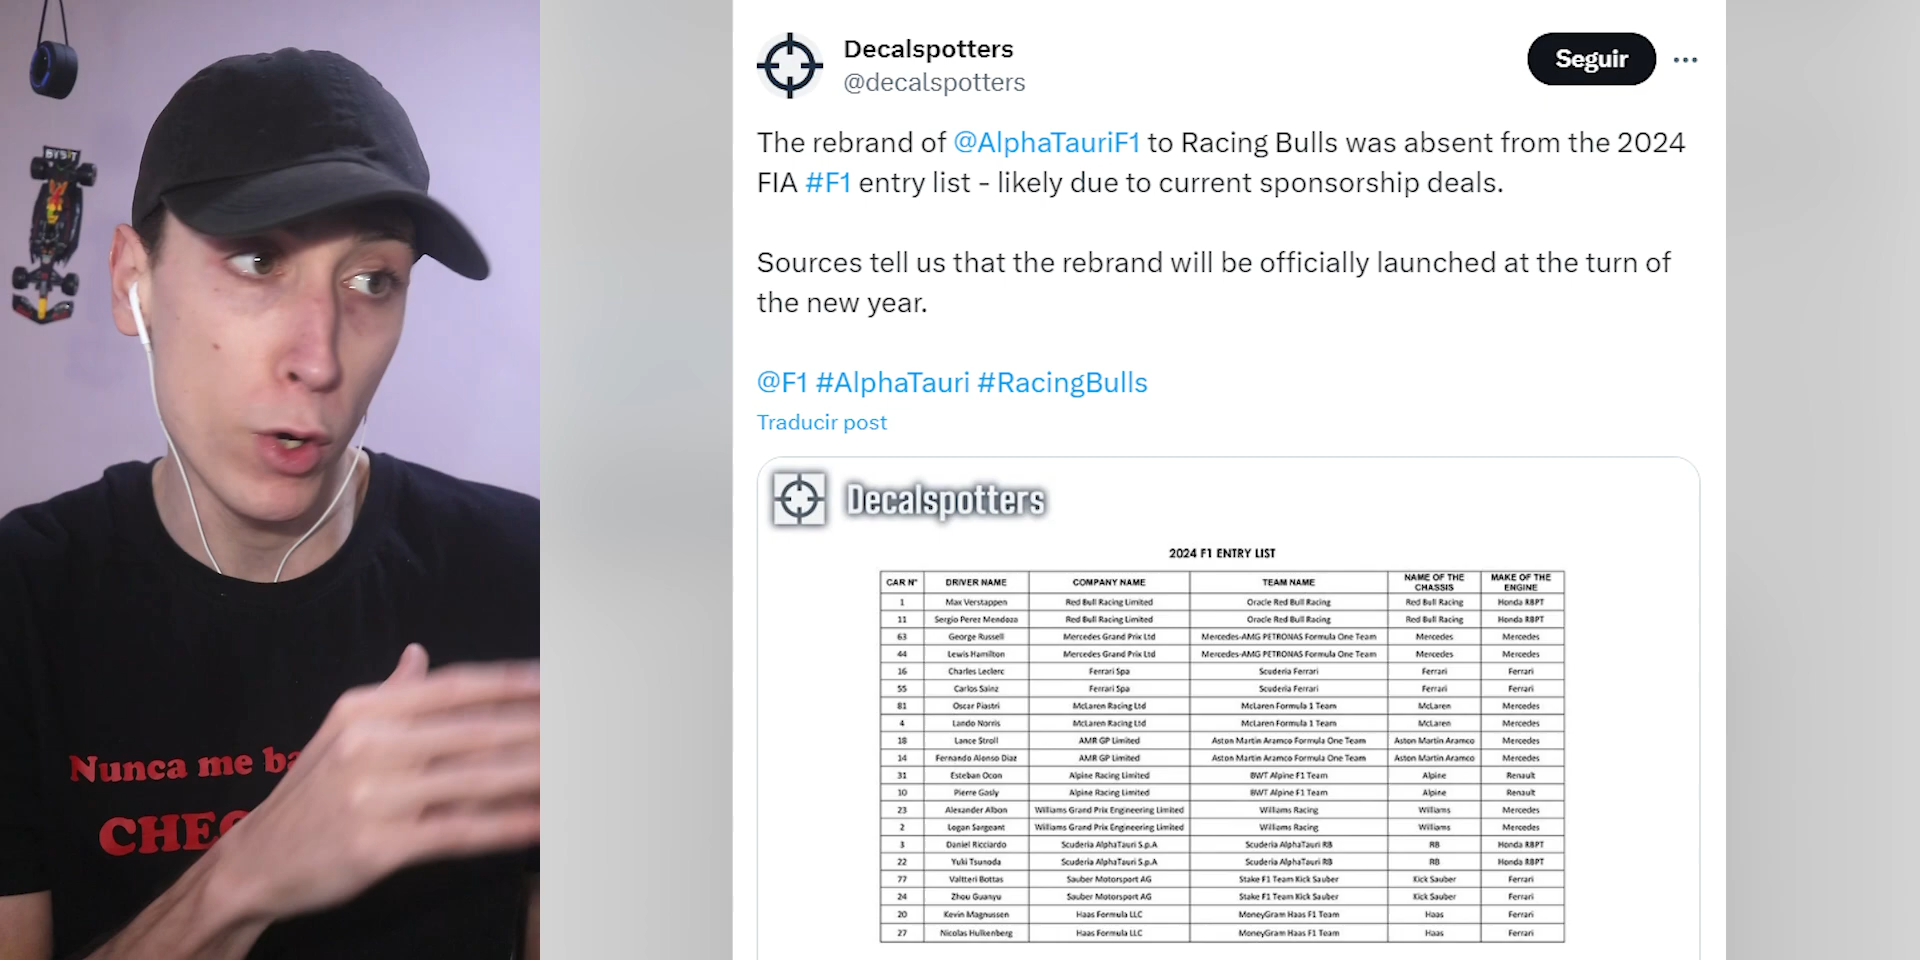 Decalspotters
@decalspotters
Seguir
The rebrand of @AlphaTauriF1 to Racing Bulls was absent from the 2024
FIA #F1 entry list - likely due to current sponsorship deals.
Sources tell us that the rebrand will be officially launched at the turn of
the new year.
@F1 #AlphaTauri #RacingBulls
Traducir post
Decalspotters
2024 F1 ENTRY LIST
CAR N° DRIVER NAME COMPANY NAME TEAM NAME NAME OF THE CHASSIS MAKE OF THE ENGINE
1 Max Verstappen Red Bull Racing Limited Oracle Red Bull Racing Red Bull Racing Honda RBPT
11 Sergio Perez Mendoza Red Bull Racing Limited Oracle Red Bull Racing Red Bull Racing Honda RBPT
63 George Russell Mercedes Grand Prix Ltd Mercedes-AMG PETRONAS Formula One Team Mercedes Mercedes
44 Lewis Hamilton Mercedes Grand Prix Ltd Mercedes-AMG PETRONAS Formula One Team Mercedes Mercedes
16 Charles Leclerc Ferrari Spa Scuderia Ferrari Ferrari Ferrari
55 Carlos Sainz Ferrari Spa Scuderia Ferrari Ferrari Ferrari
81 Oscar Piastri McLaren Racing Ltd McLaren Formula 1 Team McLaren Mercedes
4 Lando Norris McLaren Racing Ltd McLaren Formula 1 Team McLaren Mercedes
18 Lance Stroll AMR GP Limited Aston Martin Aramco Formula One Team Aston Martin Aramco Mercedes
14 Fernando Alonso Diaz AMR GP Limited Aston Martin Aramco Formula One Team Aston Martin Aramco Mercedes
31 Esteban Ocon Alpine Racing Limited BWT Alpine F1 Team Alpine Renault
10 Pierre Gasly Alpine Racing Limited BWT Alpine F1 Team Alpine Renault
23 Alexander Albon Williams Grand Prix Engineering Limited Williams Racing Williams Mercedes
2 Logan Sargeant Williams Grand Prix Engineering Limited Williams Racing Williams Mercedes
3 Daniel Ricciardo Scuderia AlphaTauri S.p.A Scuderia AlphaTauri RB RB Honda RBPT
22 Yuki Tsunoda Scuderia AlphaTauri S.p.A Scuderia AlphaTauri RB RB Honda RBPT
77 Valtteri Bottas Sauber Motorsport AG Stake F1 Team Kick Sauber Kick Sauber Ferrari
24 Zhou Guanyu Sauber Motorsport AG Stake F1 Team Kick Sauber Kick Sauber Ferrari
20 Kevin Magnussen Haas Formula LLC MoneyGram Haas F1 Team Haas Ferrari
27 Nicolas Hulkenberg Haas Formula LLC MoneyGram Haas F1 Team Haas Ferrari
Nunca me ba
CHE